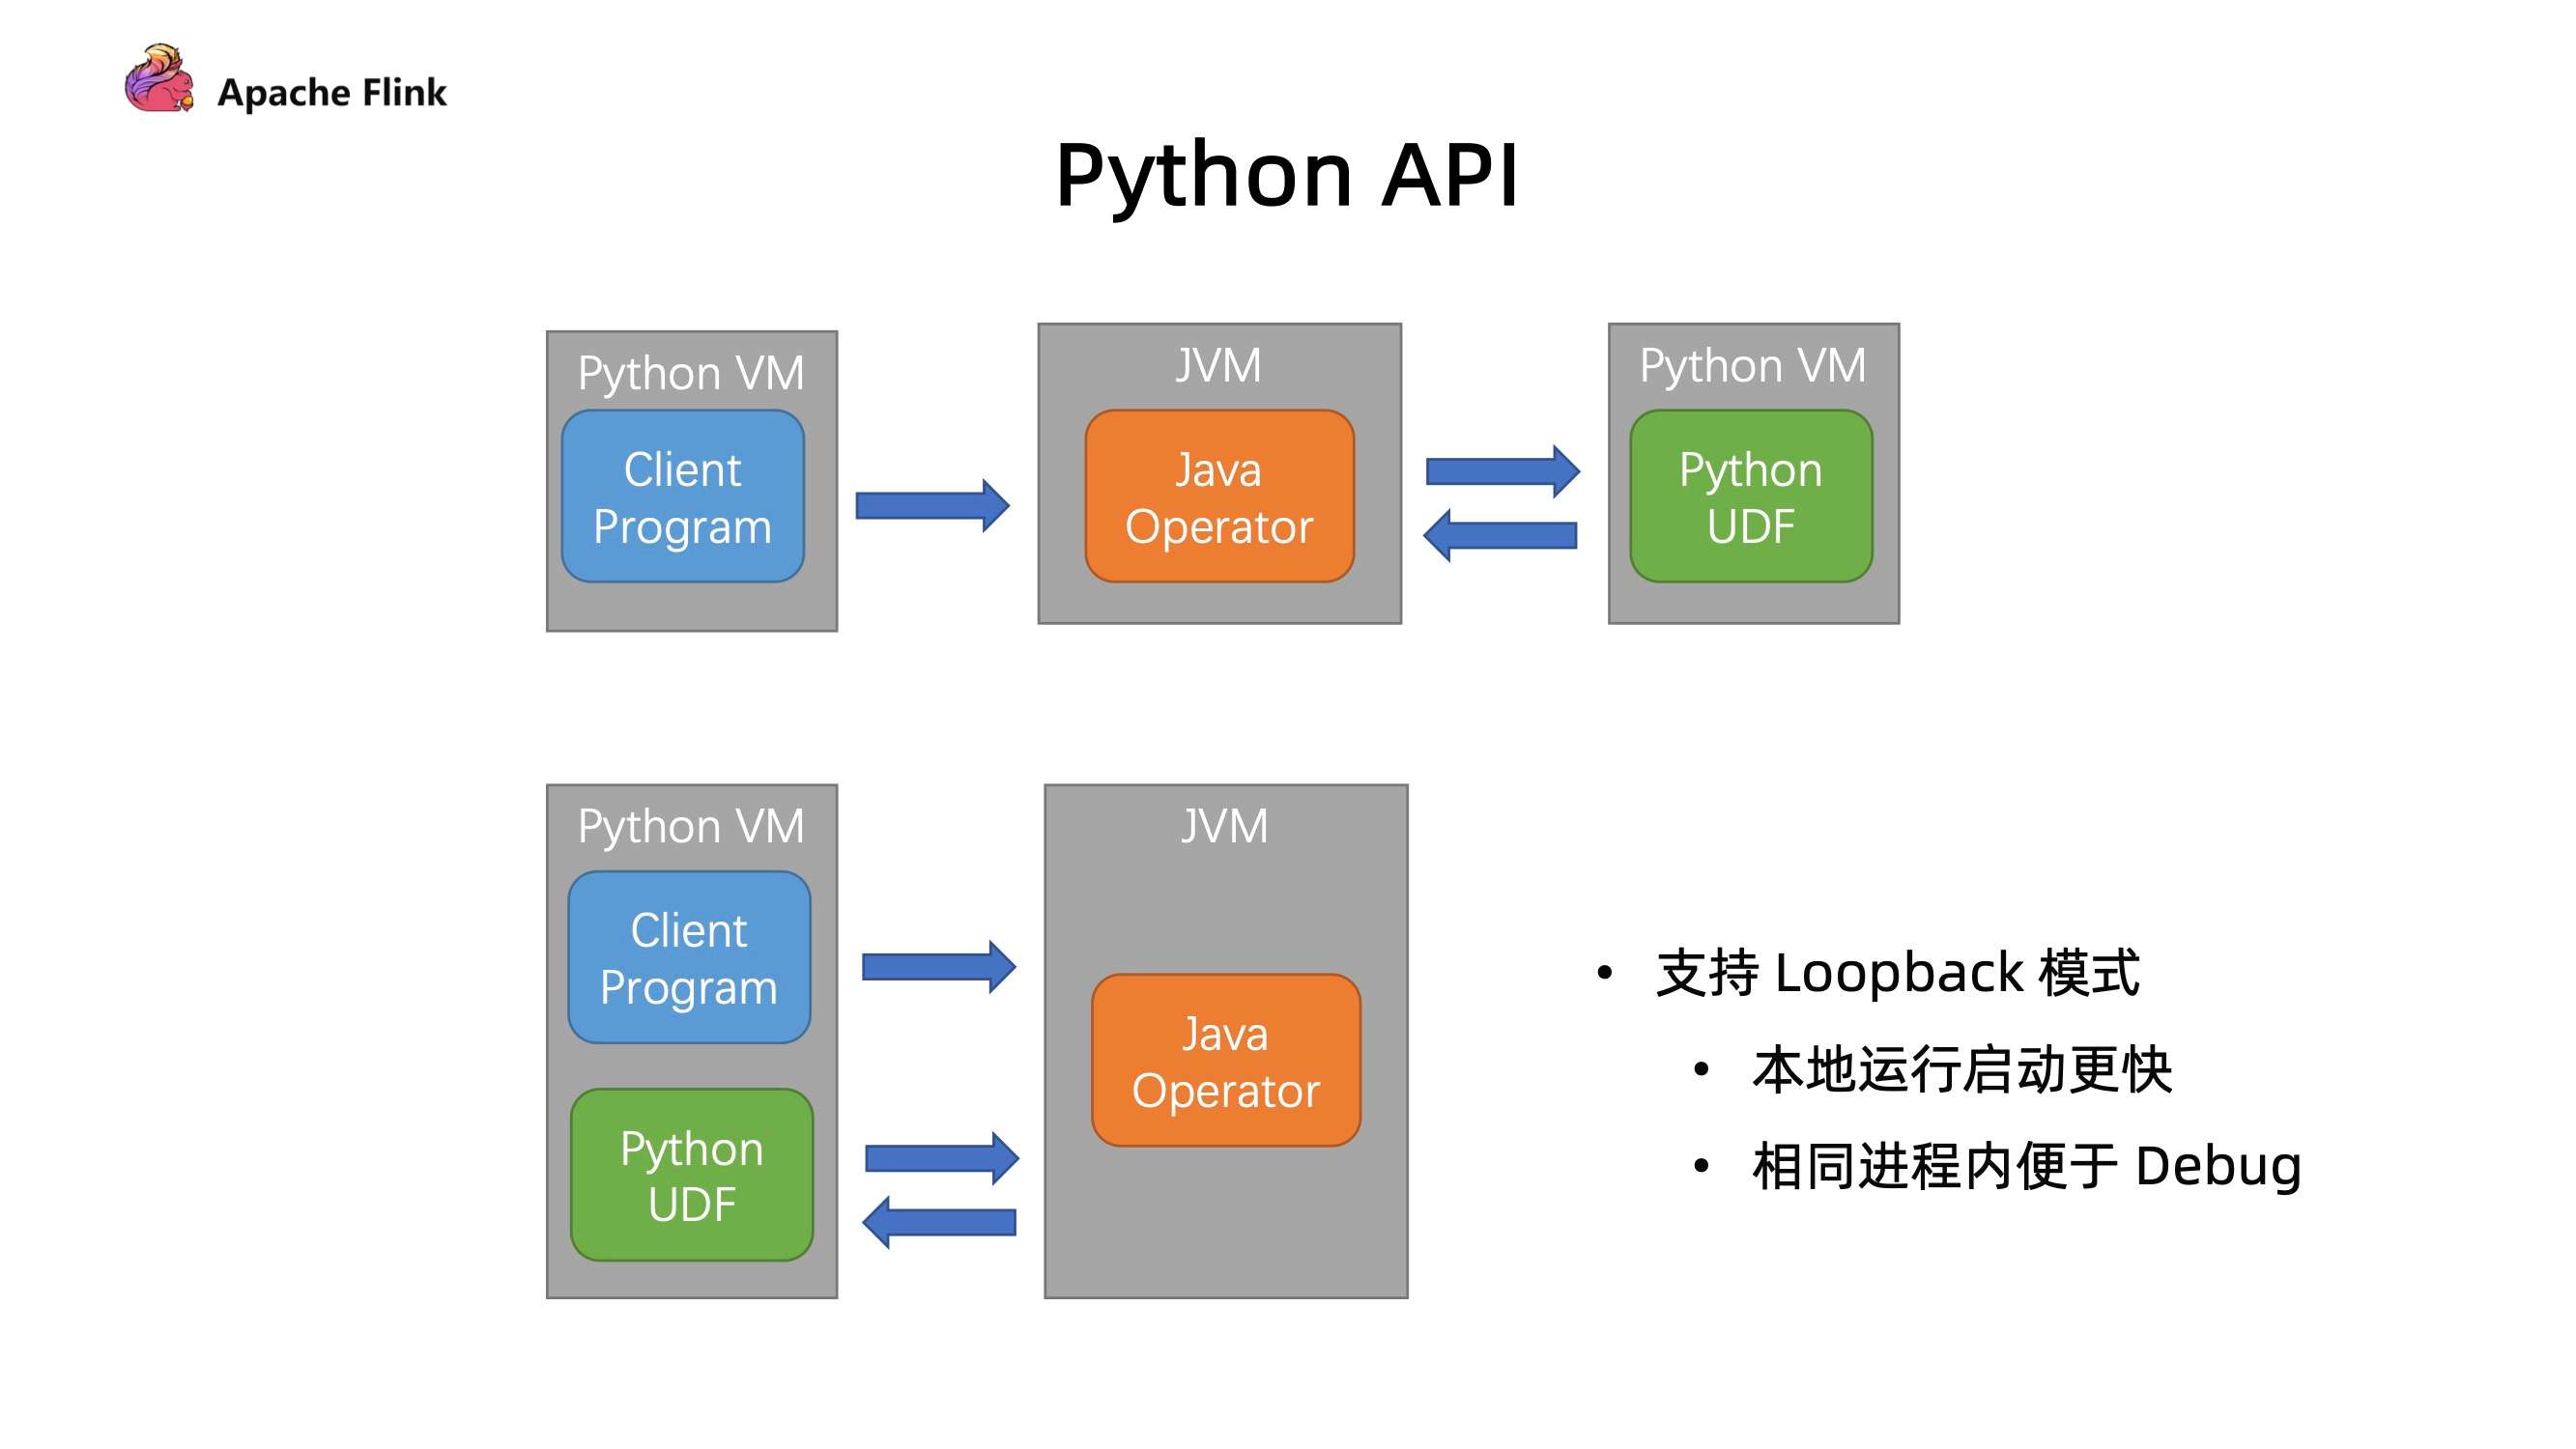 Apache Flink
Python API
Python VM
Client
Program
JVM
Java
Operator
Python VM
Python
UDF
Python VM
Client
Program
Python
UDF
JVM
Java
Operator
• 支持 Loopback 模式
• 本地运行启动更快
• 相同进程内便于 Debug